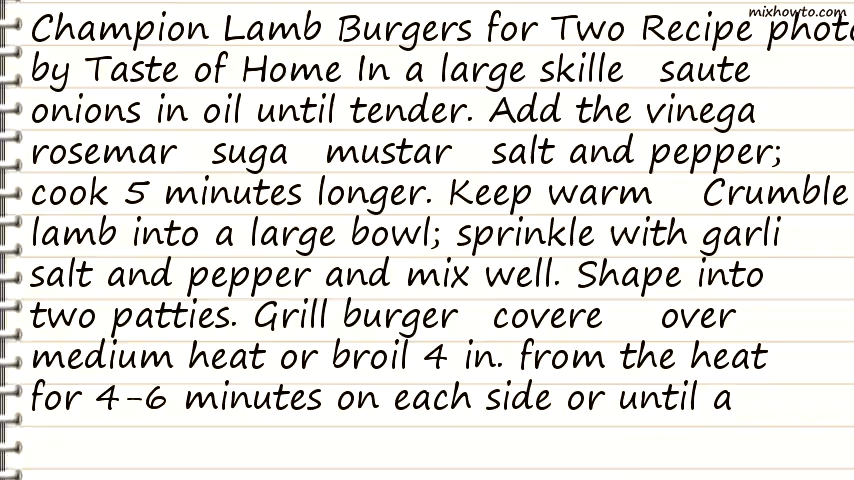 mixhowto.com
Champion Lamb Burgers for Two Recipe photo
by Taste of Home In a large skille saute
onions in oil until tender. Add the vinega
rosemar suga mustar salt and pepper;
cook 5 minutes longer. Keep warm Crumble
lamb into a large bowl; sprinkle with garli
salt and pepper and mix well. Shape into
two patties. Grill burger covere over
medium heat or broil 4 in. from the heat
for 4-6 minutes on each side or until a